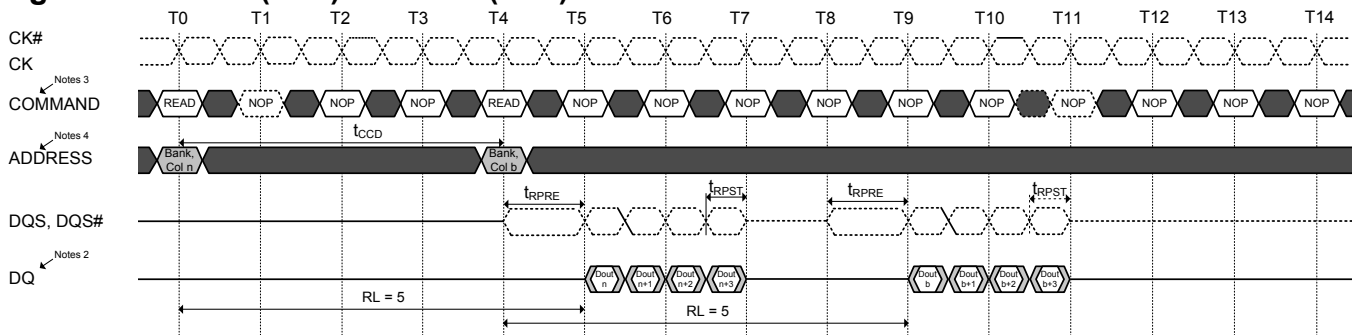 T0 T1 T2 T3 T4 T5 T6 T7 T8 T9 T10 T11 T12 T13 T14
CK#
CK
Notes 3
COMMAND READ NOP NOP NOP READ NOP NOP NOP NOP NOP NOP NOP NOP NOP NOP
tCCD
Notes 4
ADDRESS Bank, Col n Bank, Col b
tRPRE tRPST tRPRE tRPST
DQS, DQS#
Notes 2
DQ Dout n Dout n+1 Dout n+2 Dout n+3 Dout b Dout b+1 Dout b+2 Dout b+3
RL = 5
RL = 5